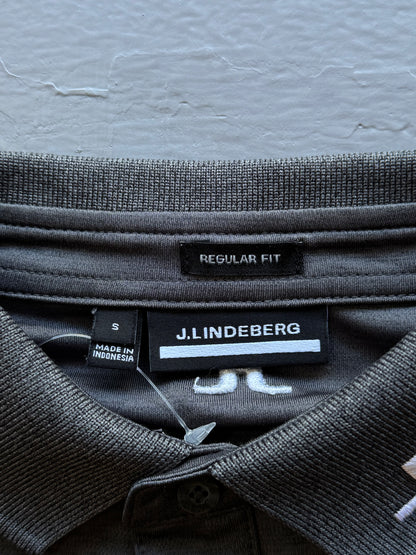 REGULAR FIT
S
MADE IN
INDONESIA
J.LINDEBERG